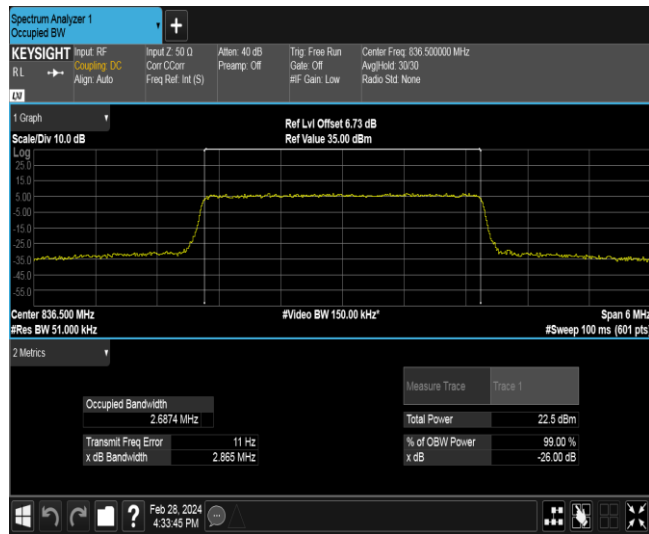 Spectrum Analyzer 1
Occupied BW
+
KEYSIGHT
RL
LXI
Input: RF
Coupling: DC
Align: Auto
Input Z: 50 Ω
Corr CCorr
Freq Ref: Int (S)
Atten: 40 dB
Preamp: Off
Trig: Free Run
Gate: Off
#IF Gain: Low
Center Freq: 836.500000 MHz
Avg|Hold: 30/30
Radio Std: None
1 Graph
Scale/Div 10.0 dB
Ref Lvl Offset 6.73 dB
Ref Value 35.00 dBm
Log
25.0
15.0
5.00
-5.00
-15.0
-25.0
-35.0
-45.0
-55.0
Center 836.500 MHz
#Video BW 150.00 kHz*
Span 6 MHz
#Res BW 51.000 kHz
#Sweep 100 ms (601 pts)
2 Metrics
Measure Trace
Trace 1
Occupied Bandwidth
2.6874 MHz
Total Power
22.5 dBm
Transmit Freq Error
11 Hz
% of OBW Power
99.00 %
x dB Bandwidth
2.865 MHz
x dB
-26.00 dB
?
Feb 28, 2024
4:33:45 PM